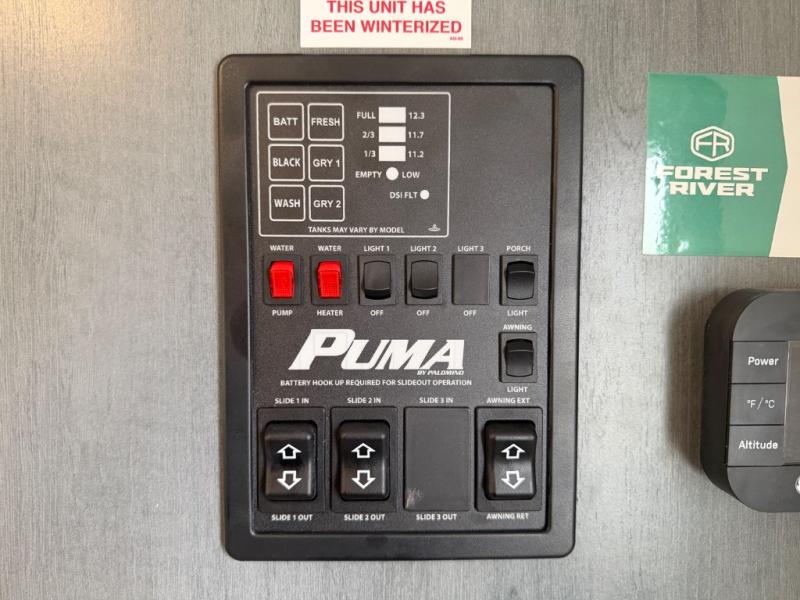 THIS UNIT HAS
BEEN WINTERIZED
BATT FRESH
BLACK GRY 1
WASH GRY 2
FULL 12.3
2/3 11.7
1/3 11.2
EMPTY LOW
DSI FLT
TANKS MAY VARY BY MODEL
WATER WATER LIGHT 1 LIGHT 2 LIGHT 3 PORCH
PUMP HEATER OFF OFF OFF LIGHT
AWNING
LIGHT
PUMA
BY PALOMINO
BATTERY HOOK UP REQUIRED FOR SLIDEOUT OPERATION
SLIDE 1 IN SLIDE 2 IN SLIDE 3 IN AWNING EXT
SLIDE 1 OUT SLIDE 2 OUT SLIDE 3 OUT AWNING RET
FR
FOREST
RIVER
Power
°F/°C
Altitude